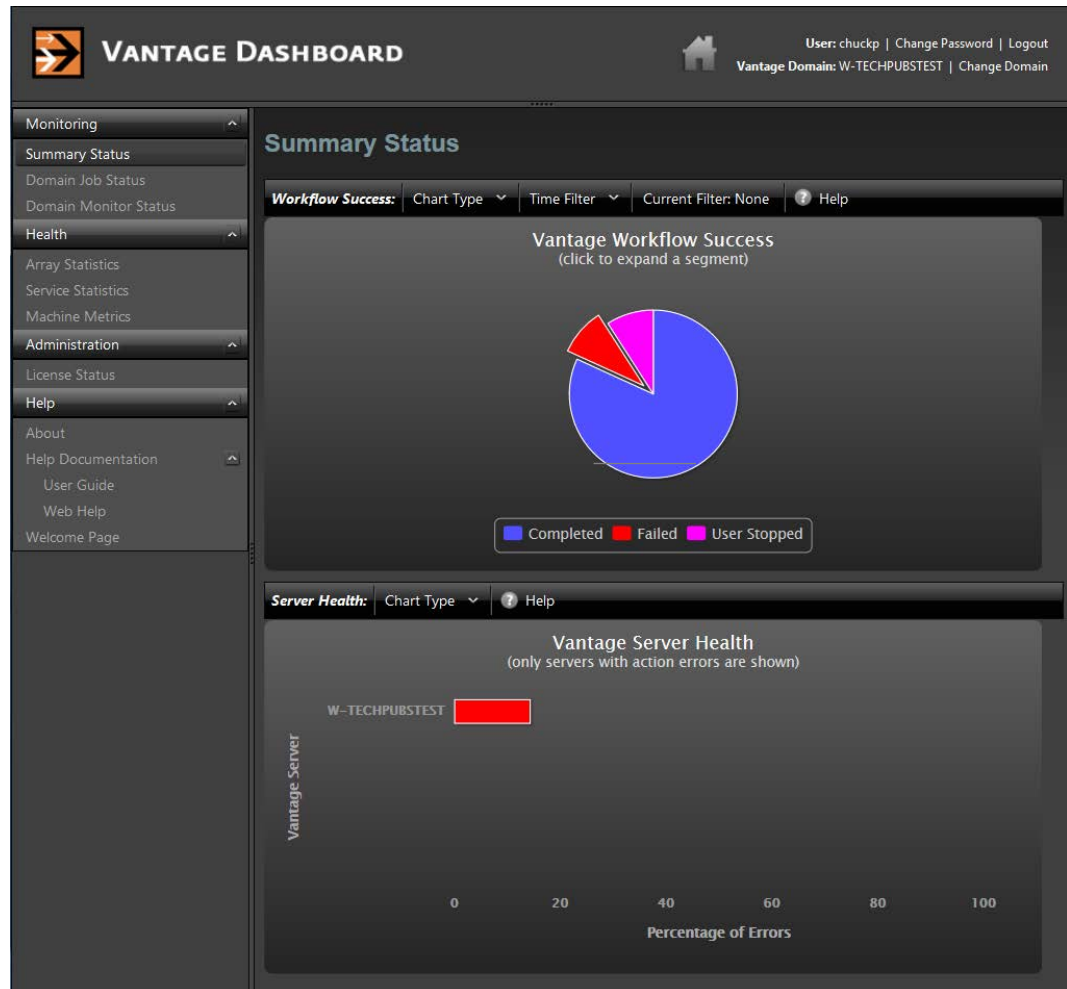 VANTAGE DASHBOARD
User: chuckp | Change Password | Logout
Vantage Domain: W-TECHPUBSTEST | Change Domain
Monitoring
Summary Status
Domain Job Status
Domain Monitor Status
Health
Array Statistics
Service Statistics
Machine Metrics
Administration
License Status
Help
About
Help Documentation
User Guide
Web Help
Welcome Page
Summary Status
Workflow Success: Chart Type Time Filter Current Filter: None ? Help
Vantage Workflow Success
(click to expand a segment)
Completed Failed User Stopped
Server Health: Chart Type ? Help
Vantage Server Health
(only servers with action errors are shown)
W-TECHPUBSTEST
Vantage Server
0 20 40 60 80 100
Percentage of Errors